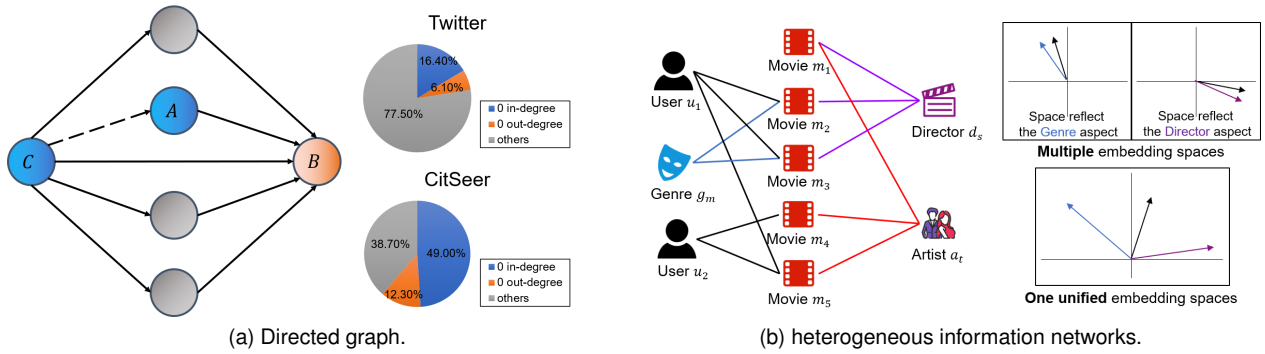 C
A
B
Twitter
16.40%
6.10%
77.50%
0 in-degree
0 out-degree
others
CitSeer
38.70%
49.00%
12.30%
0 in-degree
0 out-degree
others
(a) Directed graph.
User u₁
Genre gₘ
User u₂
Movie m₁
Movie m₂
Movie m₃
Movie m₄
Movie m₅
Director dₛ
Artist aₜ
Space reflect
the Genre aspect
Space reflect
the Director aspect
Multiple embedding spaces
One unified embedding spaces
(b) heterogeneous information networks.